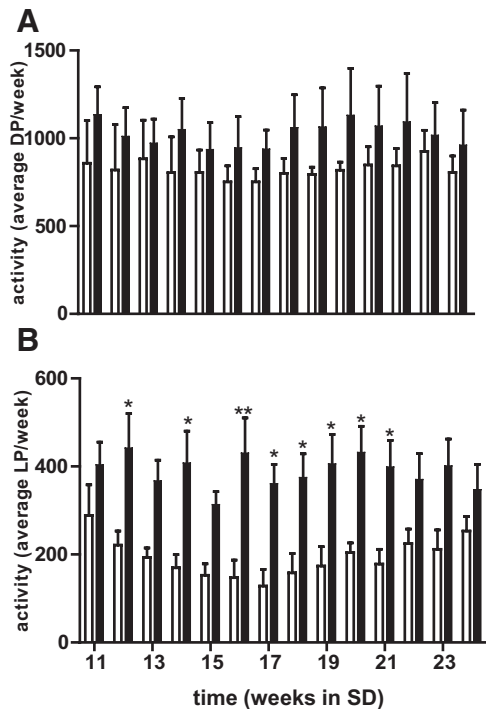 A
1500
1000
500
0
activity (average DP/week)
B
600
400
200
0
activity (average LP/week)
* * ** * * * * *
11 13 15 17 19 21 23
time (weeks in SD)